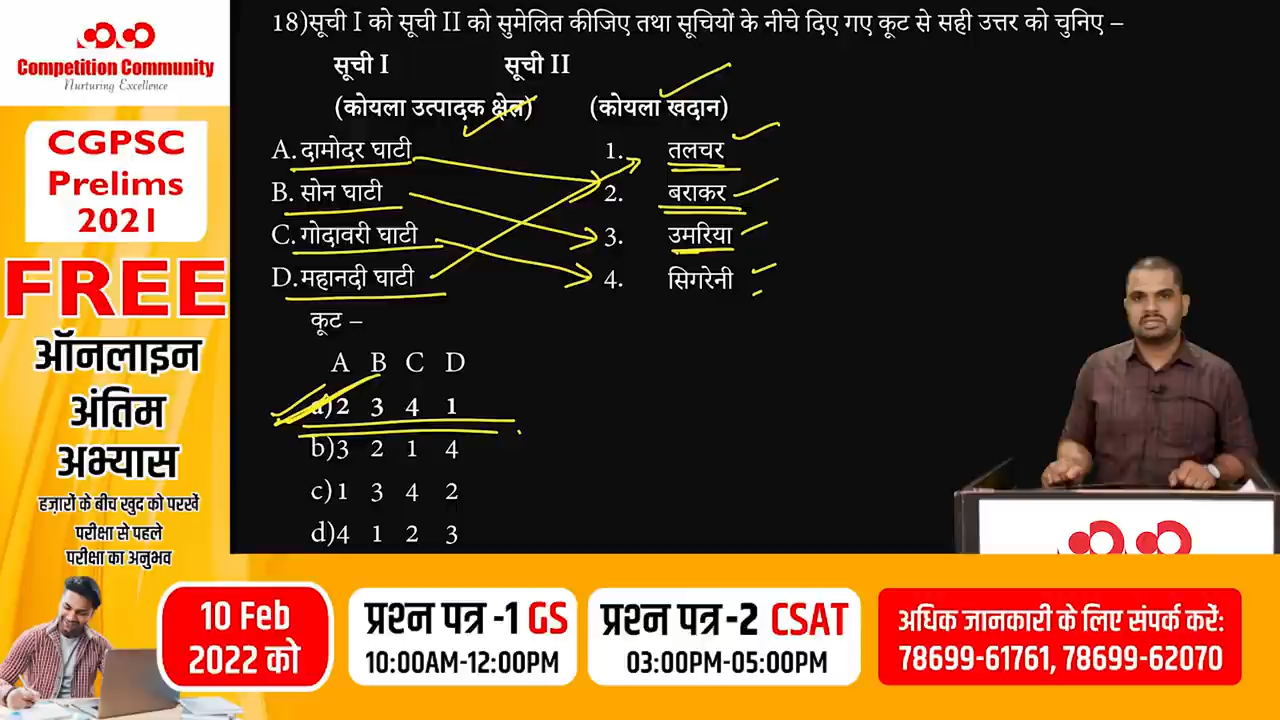 Competition Community
Nurturing Excellence
CGPSC
Prelims
2021
FREE
ऑनलाइन
अंतिम
अभ्यास
हज़ारों के बीच खुद को परखें
परीक्षा से पहले
परीक्षा का अनुभव
18)सूची I को सूची II को सुमेलित कीजिए तथा सूचियों के नीचे दिए गए कूट से सही उत्तर को चुनिए –
सूची I सूची II
(कोयला उत्पादक क्षेत्र) (कोयला खदान)
A. दामोदर घाटी 1. तलचर
B. सोन घाटी 2. बराकर
C. गोदावरी घाटी 3. उमरिया
D. महानदी घाटी 4. सिगरेनी
कूट –
A B C D
a)2 3 4 1
b)3 2 1 4
c)1 3 4 2
d)4 1 2 3
10 Feb
2022 को
प्रश्न पत्र -1 GS
10:00AM-12:00PM
प्रश्न पत्र -2 CSAT
03:00PM-05:00PM
अधिक जानकारी के लिए संपर्क करें:
78699-61761, 78699-62070